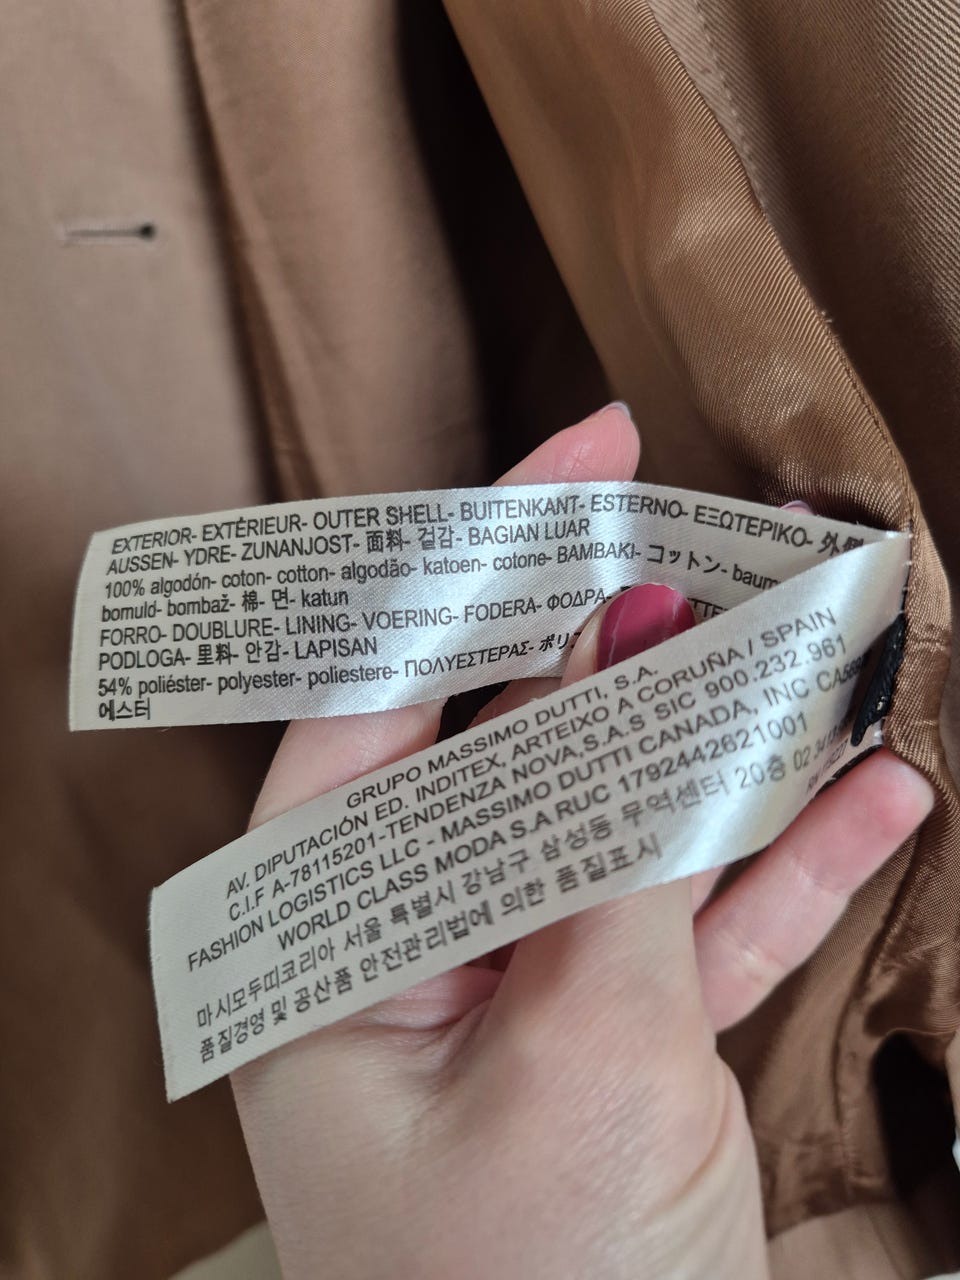 EXTERIOR- EXTÉRIEUR- OUTER SHELL- BUITENKANT- ESTERNO- ΕΞΩΤΕΡΙΚΟ- 外
AUSSEN- YDRE- ZUNANJOST- 面料- 겉감- BAGIAN LUAR
100% algodón- coton- cotton- algodão- katoen- cotone- BAMBAKI- コットン- baum
bomuld- bombaž- 棉- 면- katun
FORRO- DOUBLURE- LINING- VOERING- FODERA- ΦΟΔΡΑ-
PODLOGA- 里料- 안감- LAPISAN
54% poliéster- polyester- poliestere- ΠΟΛΥΕΣΤΕΡΑΣ- ポリ
에스터
GRUPO MASSIMO DUTTI, S.A.
AV. DIPUTACIÓN ED. INDITEX, ARTEIXO A CORUÑA / SPAIN
C.I.F A-78115201-TENDENZA NOVA,S.A.S SIC 900.232.961
FASHION LOGISTICS LLC - MASSIMO DUTTI CANADA, INC
WORLD CLASS MODA S.A RUC 1792442621001
마시모두띠코리아 서울 특별시 강남구 삼성동 무역센터 20층 02
품질경영 및 공산품 안전관리법에 의한 품질표시